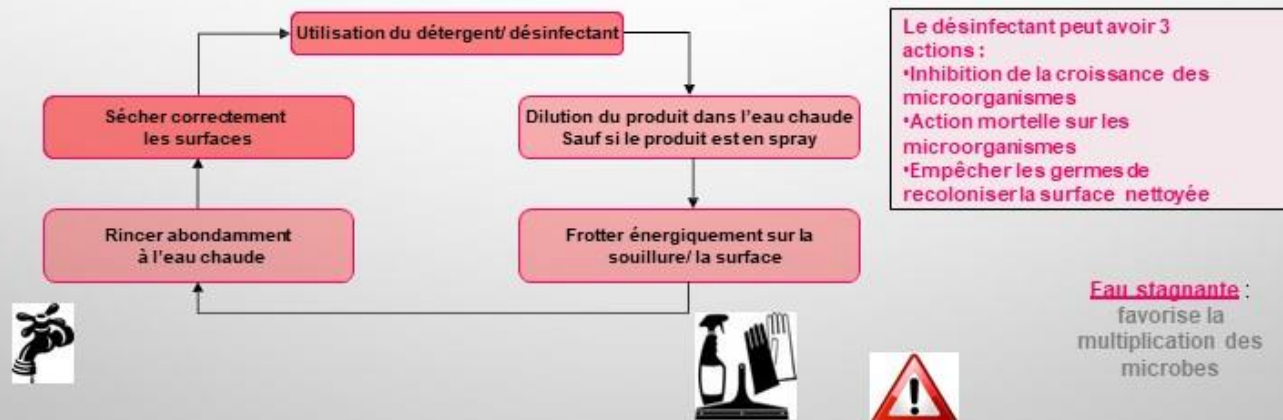 Utilisation du détergent/ désinfectant
Sécher correctement
les surfaces
Dilution du produit dans l'eau chaude
Sauf si le produit est en spray
Rincer abondamment
à l'eau chaude
Frotter énergiquement sur la
souillure/ la surface
Le désinfectant peut avoir 3
actions :
•Inhibition de la croissance des
microorganismes
•Action mortelle sur les
microorganismes
•Empêcher les germes de
recoloniser la surface nettoyée
Eau stagnante :
favorise la
multiplication des
microbes